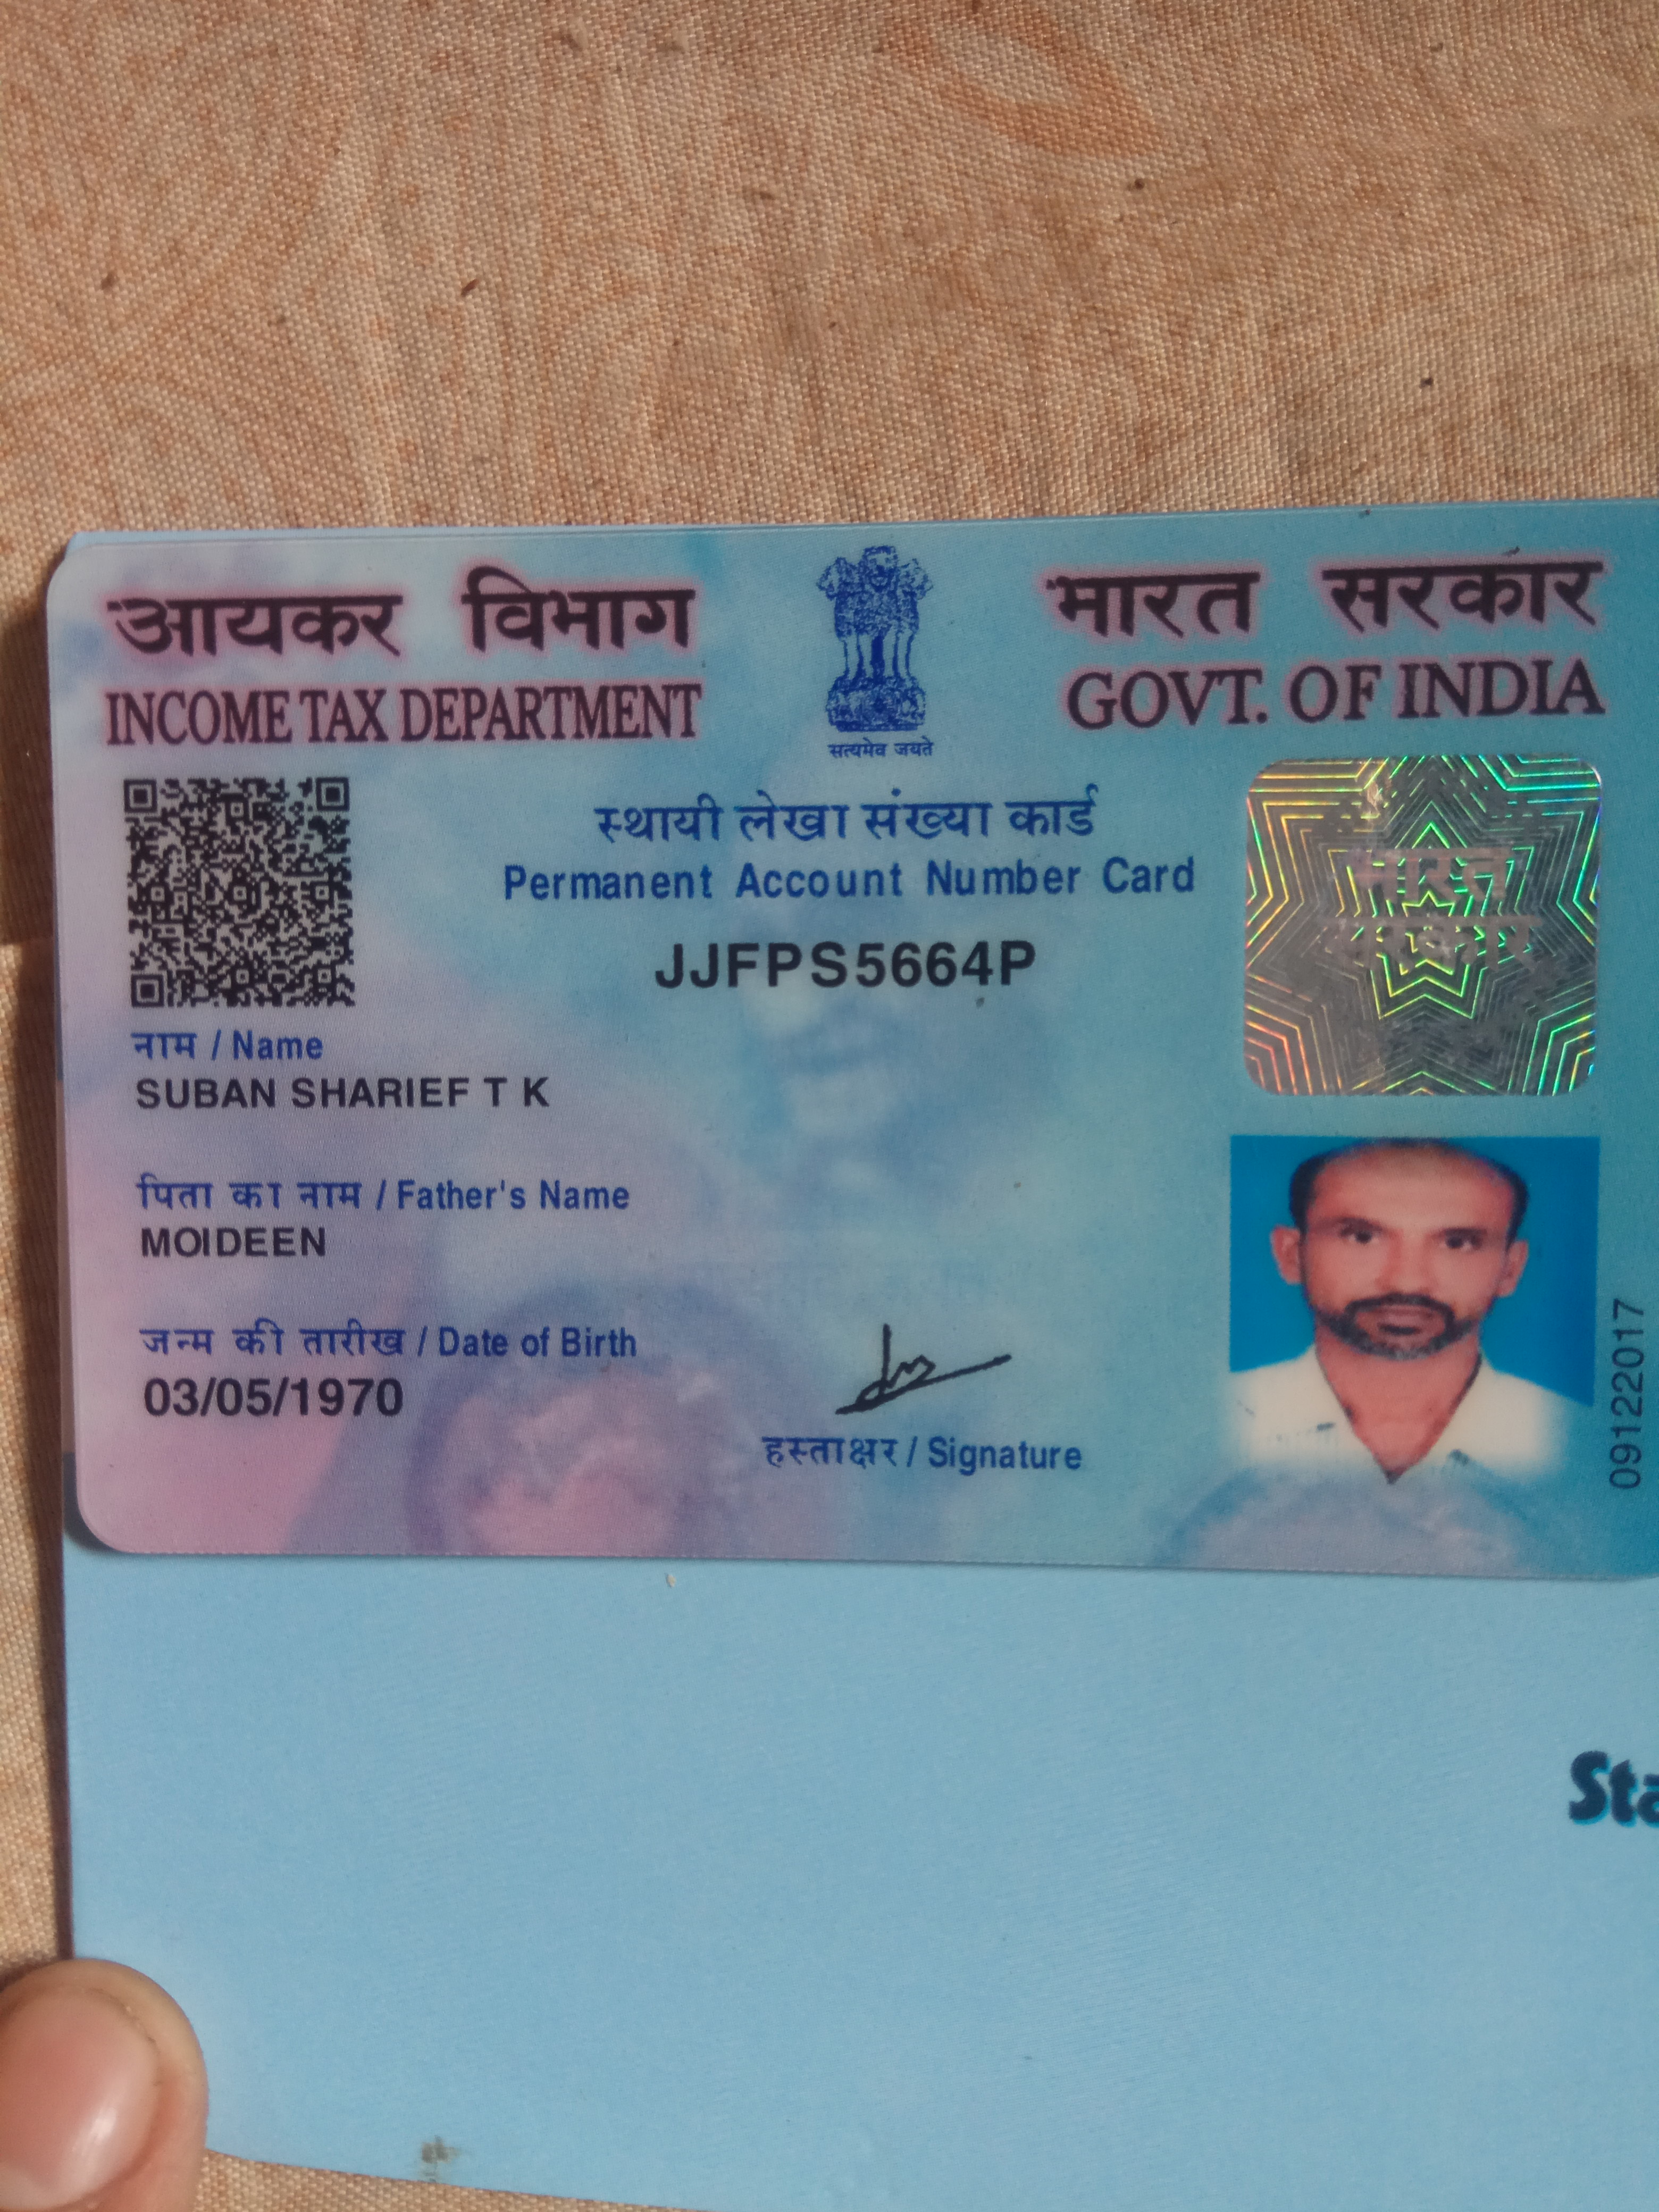 आयकर विभाग
INCOME TAX DEPARTMENT
सत्यमेव जयते
भारत सरकार
GOVT. OF INDIA
स्थायी लेखा संख्या कार्ड
Permanent Account Number Card
JJFPS5664P
भारत
सरकार
नाम / Name
SUBAN SHARIEF T K
पिता का नाम / Father's Name
MOIDEEN
जन्म की तारीख / Date of Birth
03/05/1970
हस्ताक्षर / Signature
09122017